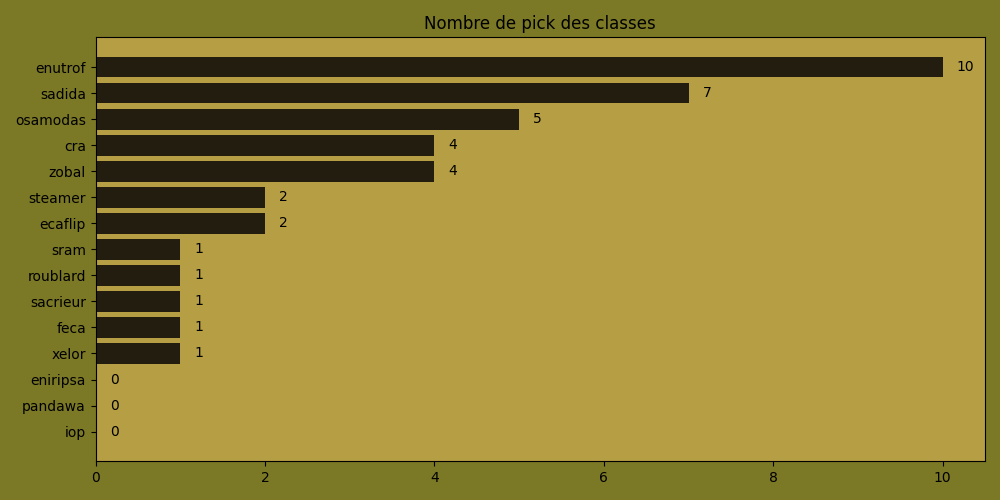 Nombre de pick des classes
enutrof 10
sadida 7
osamodas 5
cra 4
zobal 4
steamer 2
ecaflip 2
sram 1
roublard 1
sacrieur 1
feca 1
xelor 1
eniripsa 0
pandawa 0
iop 0
0 2 4 6 8 10